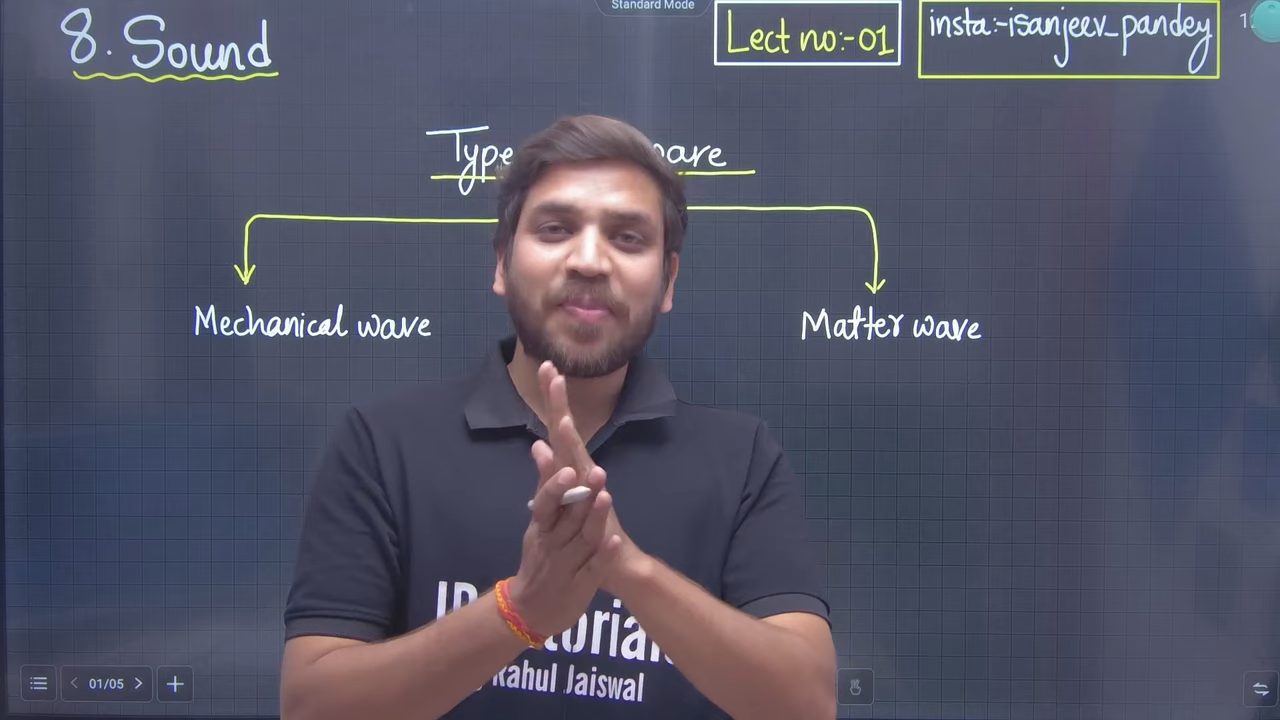 Standard Mode
8. Sound
Lect no:-01
insta:-isanjeev_pandey
Mechanical wave
Matter wave
Rahul Jaiswal
01/05